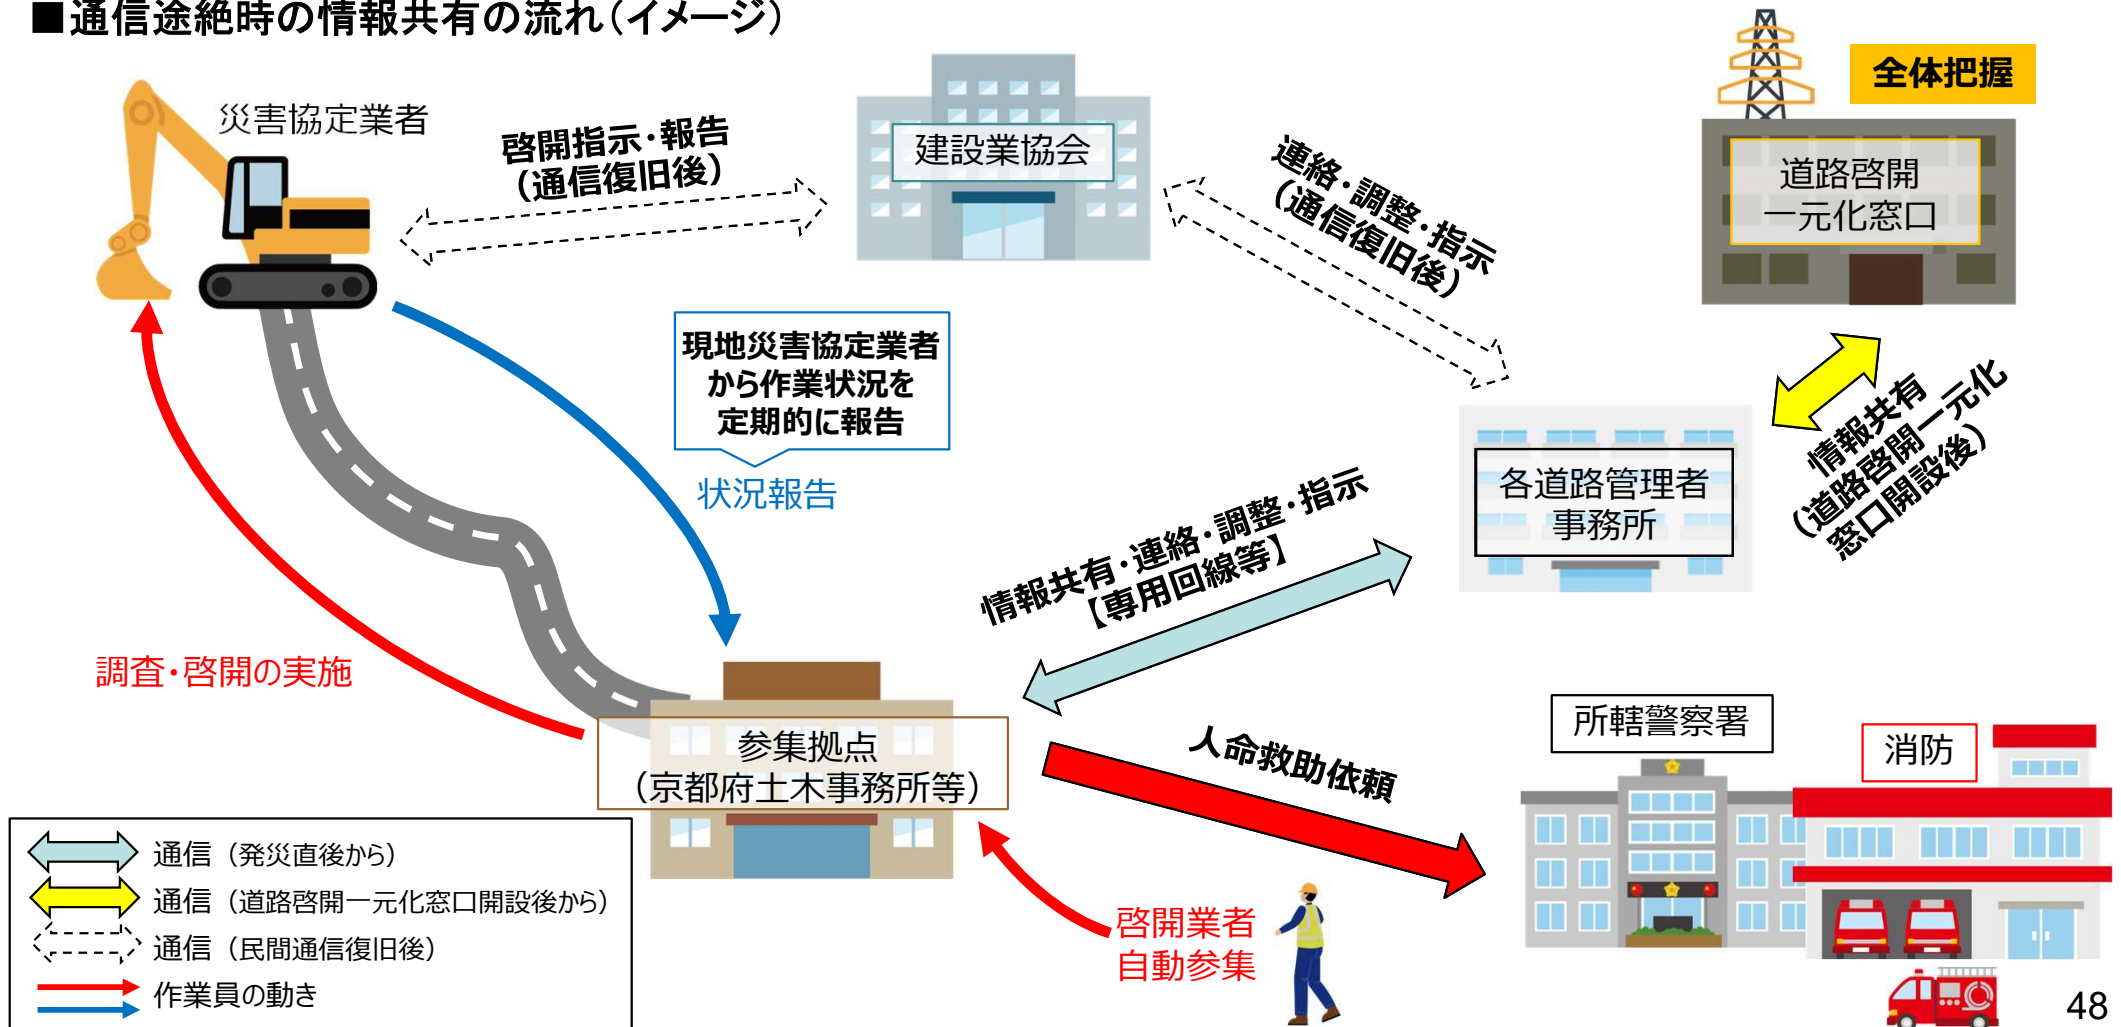 ■通信途絶時の情報共有の流れ（イメージ）
全体把握
災害協定業者
啓開指示・報告
（通信復旧後）
建設業協会
連絡・調整・指示
（通信復旧後）
道路啓開
一元化窓口
現地災害協定業者
から作業状況を
定期的に報告
状況報告
情報共有
（道路啓開一元化
窓口開設後）
各道路管理者
事務所
情報共有・連絡・調整・指示
【専用回線等】
調査・啓開の実施
参集拠点
（京都府土木事務所等）
人命救助依頼
所轄警察署
消防
啓開業者
自動参集
通信（発災直後から）
通信（道路啓開一元化窓口開設後から）
通信（民間通信復旧後）
作業員の動き
48